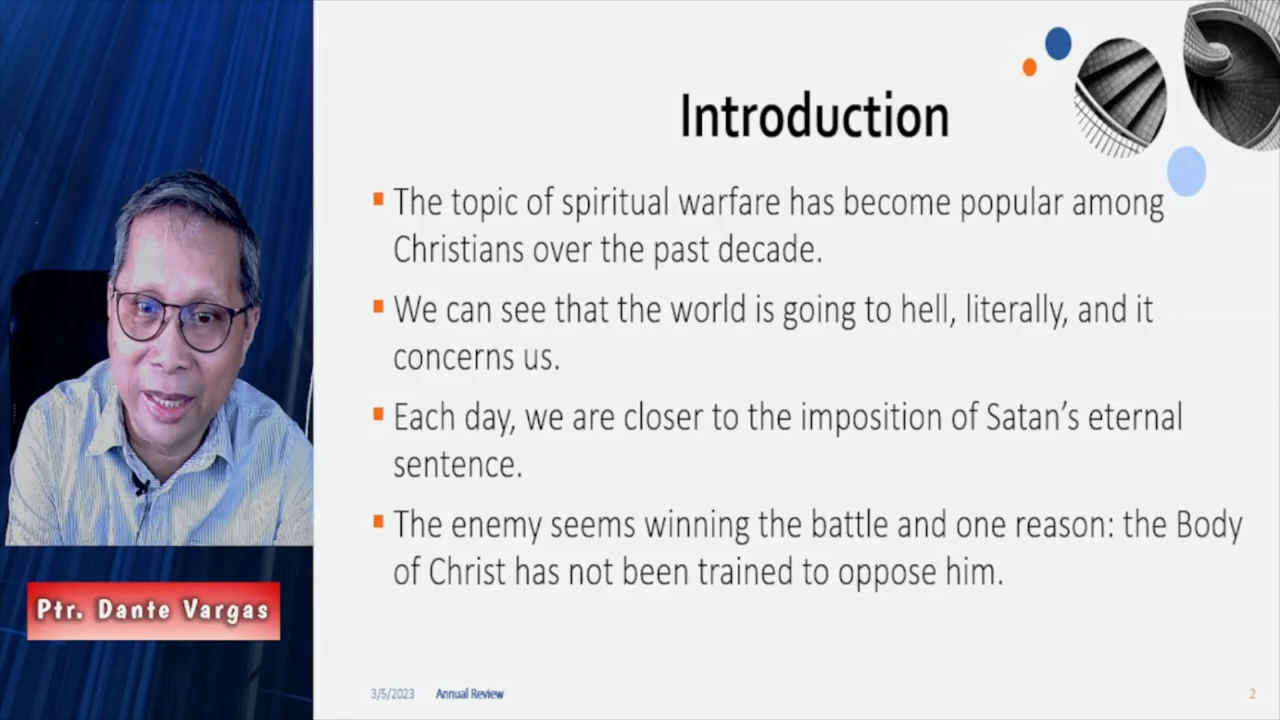 Introduction
The topic of spiritual warfare has become popular among
Christians over the past decade.
We can see that the world is going to hell, literally, and it
concerns us.
Each day, we are closer to the imposition of Satan’s eternal
sentence.
The enemy seems winning the battle and one reason: the Body
of Christ has not been trained to oppose him.
Ptr. Dante Vargas
3/5/2023 Annual Review 2